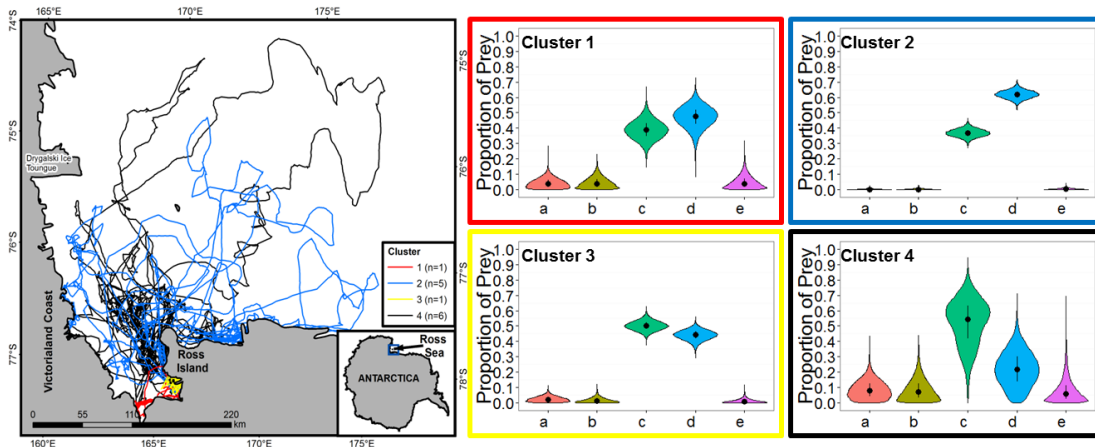 165°E
170°E
175°E
74°S
75°S
76°S
77°S
Drygalski Ice
Toungue
Victorialand Coast
Ross
Island
Cluster
1 (n=1)
2 (n=5)
3 (n=1)
4 (n=6)
Ross
Sea
ANTARCTICA
0 55 110 220
km
160°E
165°E
170°E
175°E
75°S
76°S
77°S
78°S
Cluster 1
Proportion of Prey
1.0
0.9
0.8
0.7
0.6
0.5
0.4
0.3
0.2
0.1
0.0
a b c d e
Cluster 2
Proportion of Prey
1.0
0.9
0.8
0.7
0.6
0.5
0.4
0.3
0.2
0.1
0.0
a b c d e
Cluster 3
Proportion of Prey
1.0
0.9
0.8
0.7
0.6
0.5
0.4
0.3
0.2
0.1
0.0
a b c d e
Cluster 4
Proportion of Prey
1.0
0.9
0.8
0.7
0.6
0.5
0.4
0.3
0.2
0.1
0.0
a b c d e